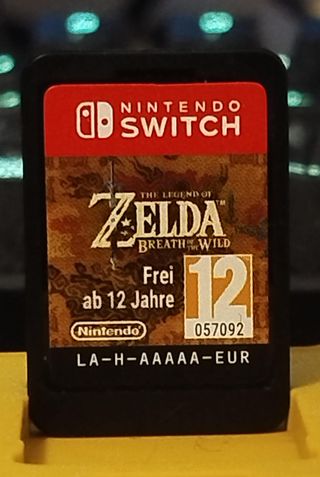 NINTENDO
SWITCH
THE LEGEND OF
ZELDA™
BREATH OF THE WILD
Frei
ab 12 Jahre
12
057092
Nintendo
LA-H-AAAAA-EUR